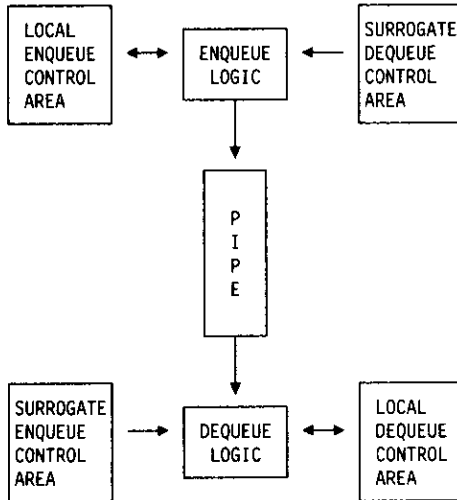 LOCAL
ENQUEUE
CONTROL
AREA
ENQUEUE
LOGIC
SURROGATE
DEQUEUE
CONTROL
AREA
P
I
P
E
SURROGATE
ENQUEUE
CONTROL
AREA
DEQUEUE
LOGIC
LOCAL
DEQUEUE
CONTROL
AREA